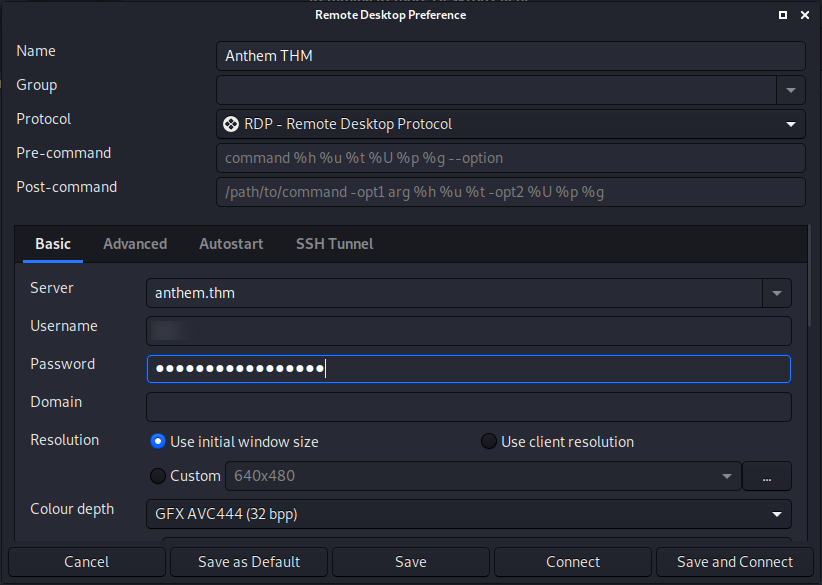 Remote Desktop Preference
Name
Anthem THM
Group
Protocol
RDP - Remote Desktop Protocol
Pre-command
command %h %u %t %U %p %g --option
Post-command
/path/to/command -opt1 arg %h %u %t -opt2 %U %p %g
Basic Advanced Autostart SSH Tunnel
Server
anthem.thm
Username
Password
●●●●●●●●●●●●●●●●●
Domain
Resolution
Use initial window size
Use client resolution
Custom
640x480
...
Colour depth
GFX AVC444 (32 bpp)
Cancel
Save as Default
Save
Connect
Save and Connect